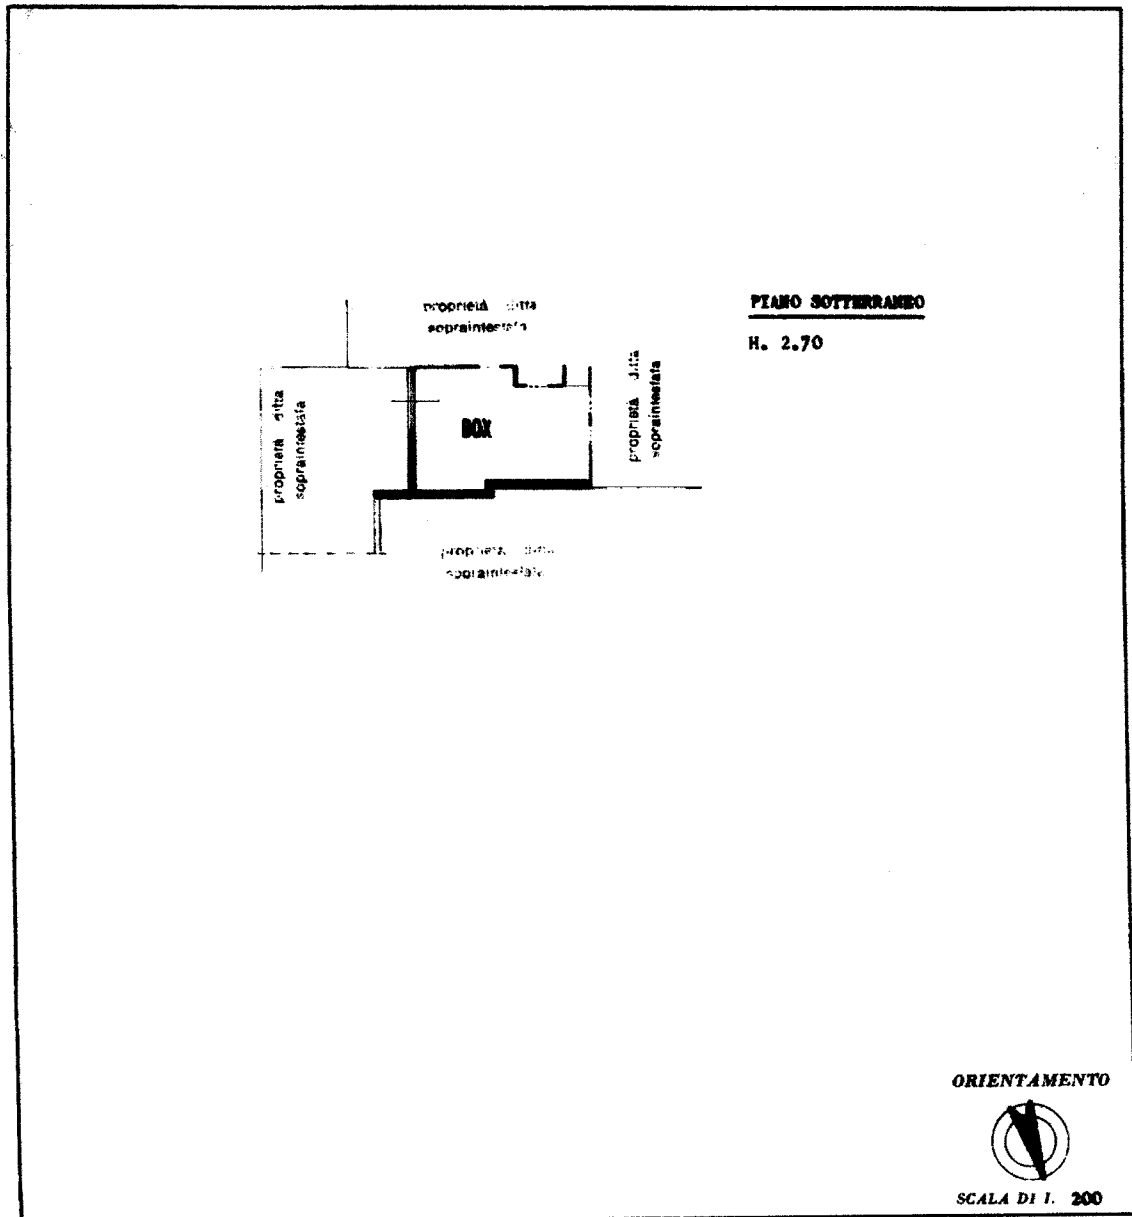 proprietà ditta
sopraintestata
PIANO SOTTERRANEO
H. 2.70
proprietà ditta
sopraintestata
proprietà ditta
sopraintestata
BOX
proprietà ditta
sopraintestata
ORIENTAMENTO
SCALA DI 1. 200